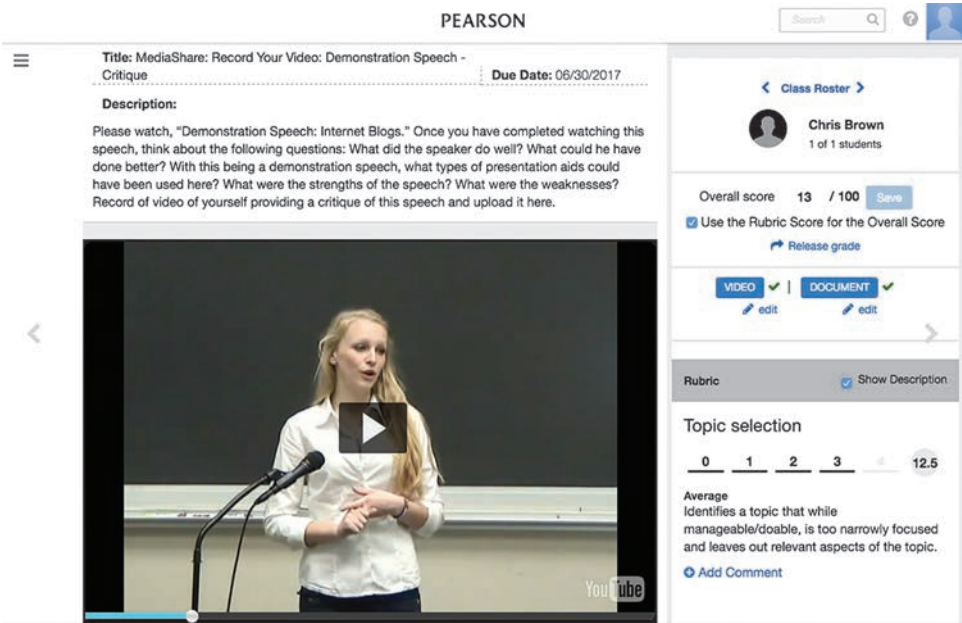 PEARSON
Search
Title: MediaShare: Record Your Video: Demonstration Speech -
Critique
Due Date: 06/30/2017
Description:
Please watch, “Demonstration Speech: Internet Blogs.” Once you have completed watching this
speech, think about the following questions: What did the speaker do well? What could he have
done better? With this being a demonstration speech, what types of presentation aids could
have been used here? What were the strengths of the speech? What were the weaknesses?
Record of video of yourself providing a critique of this speech and upload it here.
YouTube
Class Roster
Chris Brown
1 of 1 students
Overall score 13 / 100 Save
Use the Rubric Score for the Overall Score
Release grade
VIDEO | DOCUMENT
edit edit
Rubric Show Description
Topic selection
0 1 2 3 4 12.5
Average
Identifies a topic that while
manageable/doable, is too narrowly focused
and leaves out relevant aspects of the topic.
Add Comment